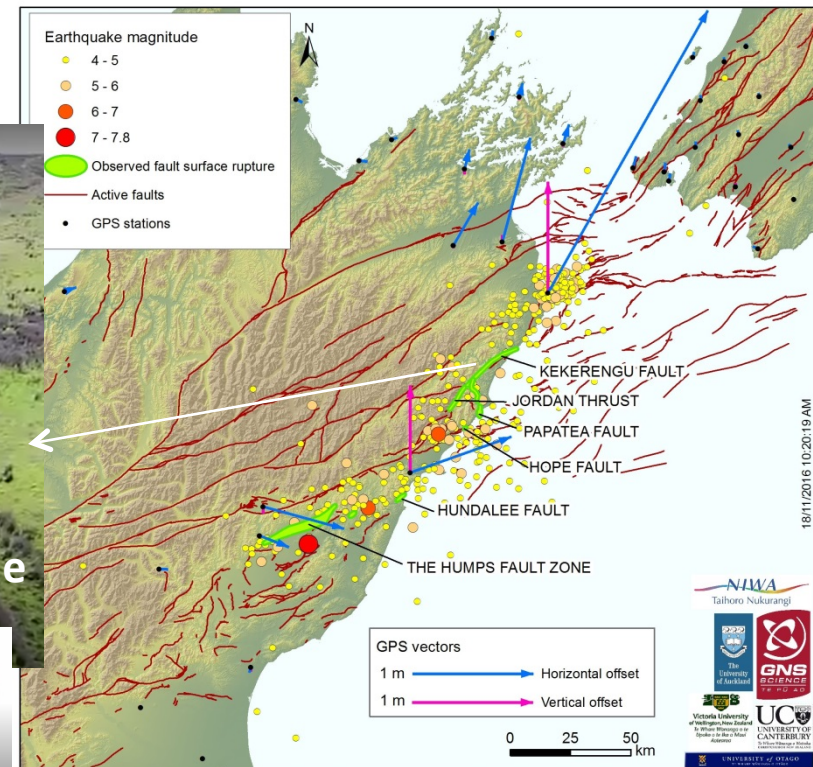 Earthquake magnitude
4 - 5
5 - 6
6 - 7
7 - 7.8
Observed fault surface rupture
Active faults
GPS stations
N
KEKERENGU FAULT
JORDAN THRUST
PAPATEA FAULT
HOPE FAULT
HUNDALEE FAULT
THE HUMPS FAULT ZONE
e
18/11/2016 10:20:19 AM
GPS vectors
1 m Horizontal offset
1 m Vertical offset
0 25 50
km
NIWA
Taihoro Nukurangi
The
University
of Auckland
GNS
SCIENCE
TE PŪ AO
Victoria University
of Wellington, New Zealand
UC
UNIVERSITY OF
CANTERBURY
UNIVERSITY of OTAGO